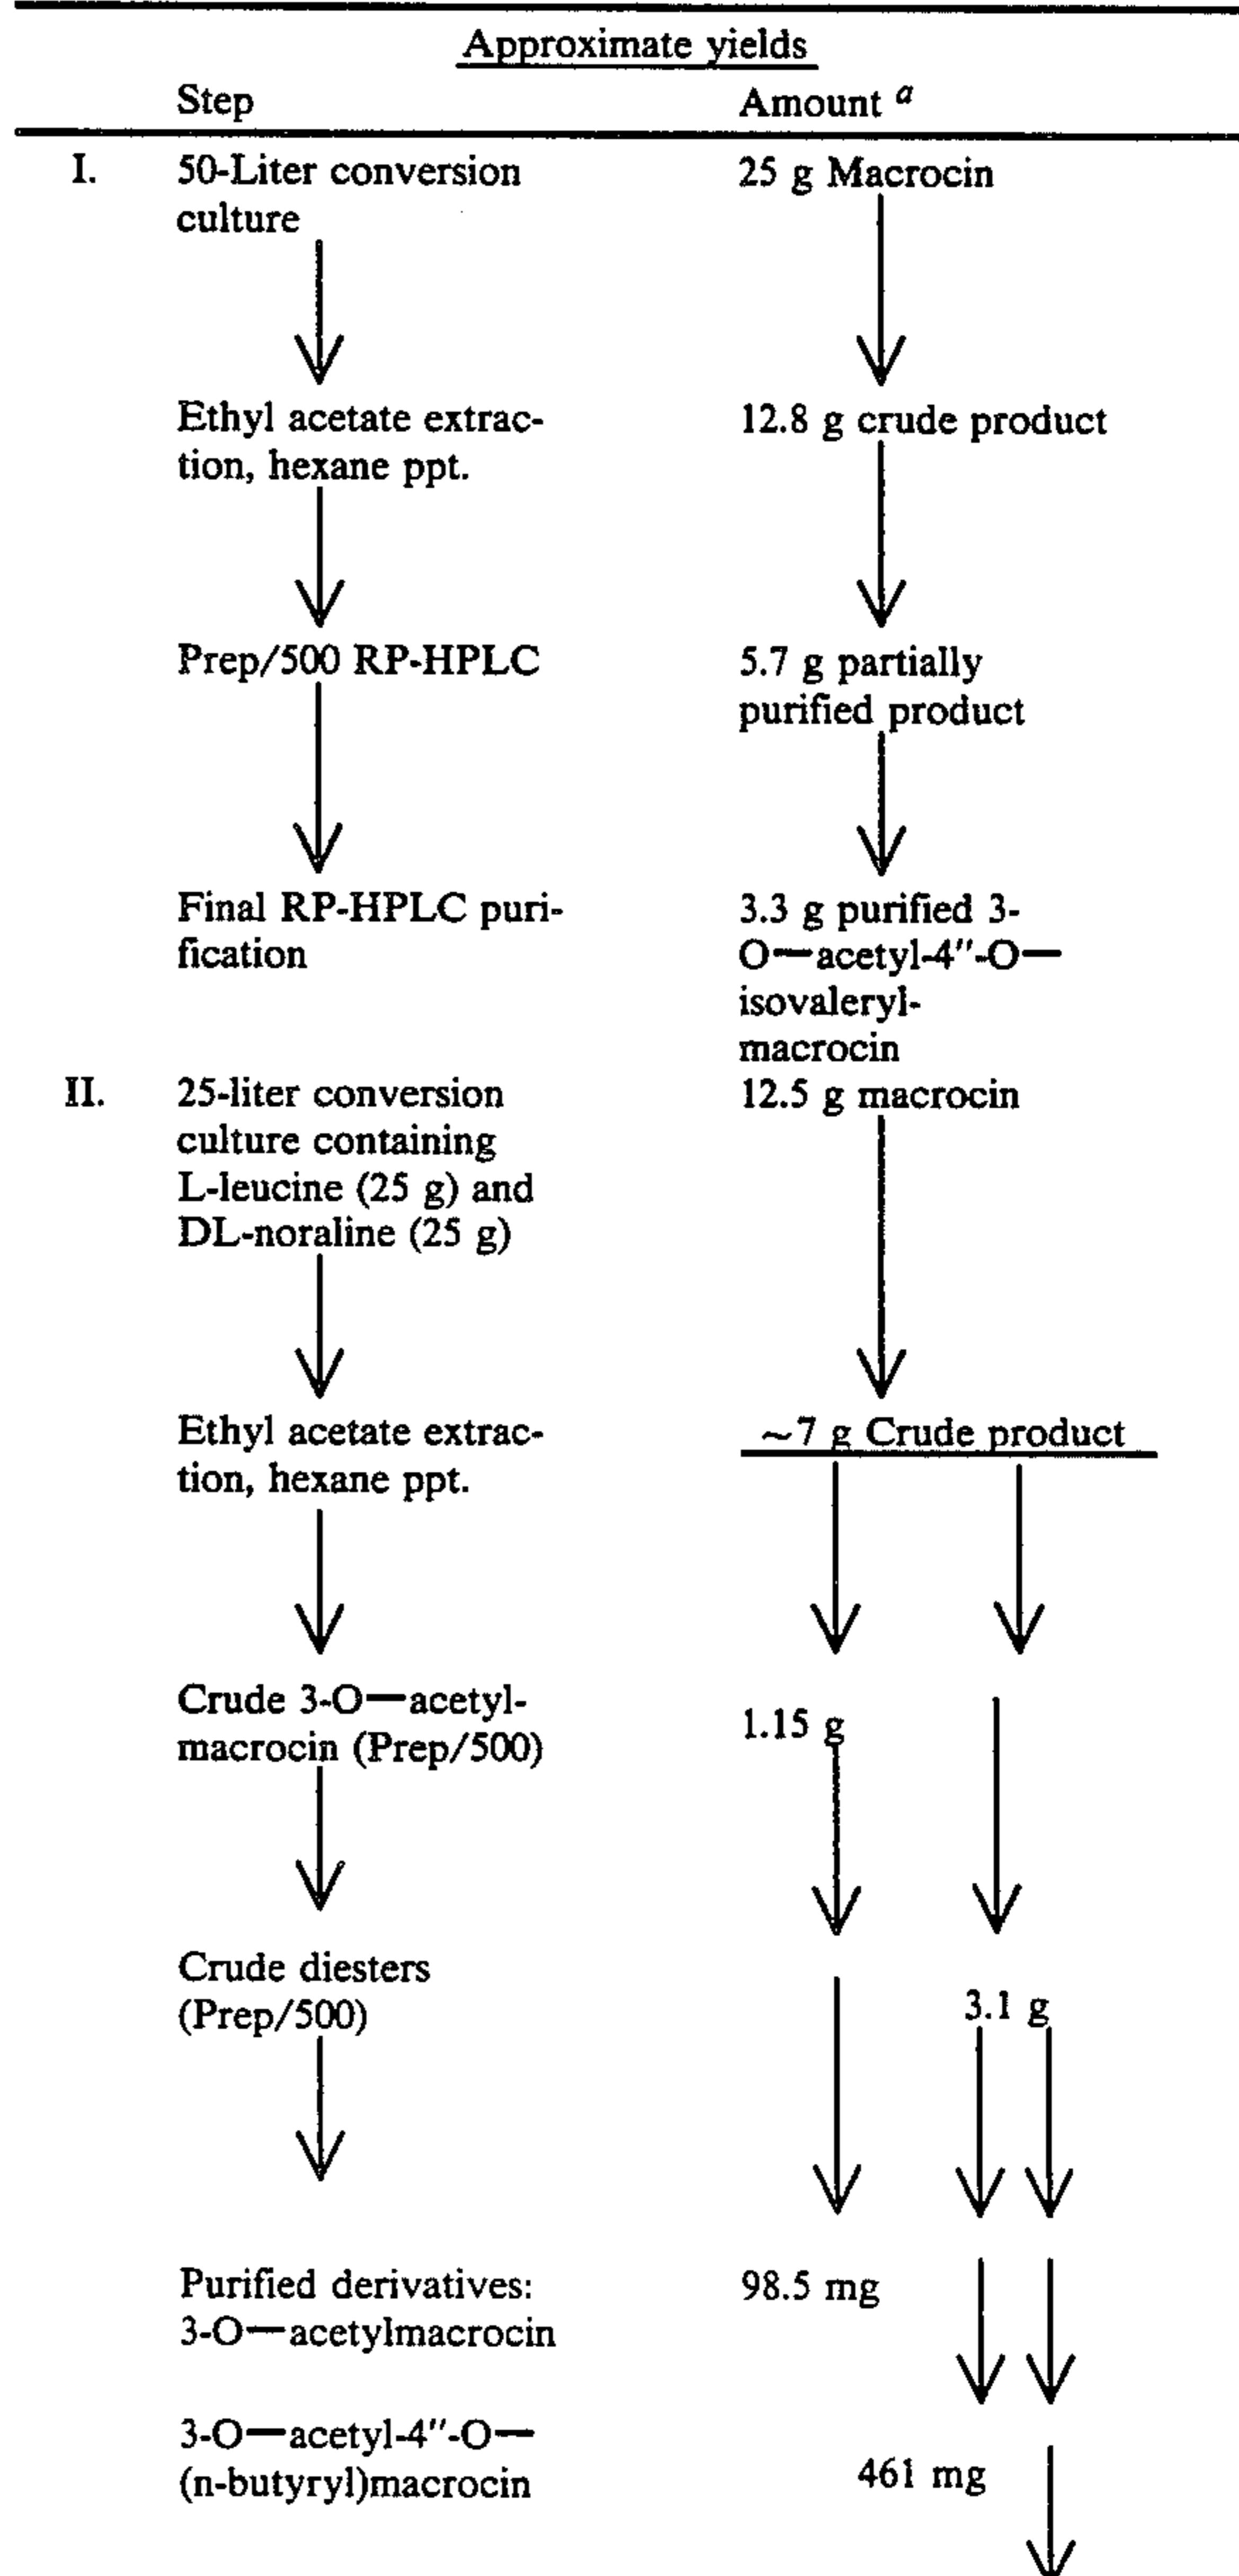 Approximate yields
Step Amount a
I. 50-Liter conversion 25 g Macrocin
culture
Ethyl acetate extrac- 12.8 g crude product
tion, hexane ppt.
Prep/500 RP-HPLC 5.7 g partially
purified product
Final RP-HPLC puri- 3.3 g purified 3-
fication O—acetyl-4″-O—
isovaleryl-
macrocin
II. 25-liter conversion 12.5 g macrocin
culture containing
L-leucine (25 g) and
DL-noraline (25 g)
Ethyl acetate extrac- ~7 g Crude product
tion, hexane ppt.
Crude 3-O—acetyl- 1.15 g
macrocin (Prep/500)
Crude diesters
(Prep/500) 3.1 g
Purified derivatives: 98.5 mg
3-O—acetylmacrocin
3-O—acetyl-4″-O—
(n-butyryl)macrocin 461 mg